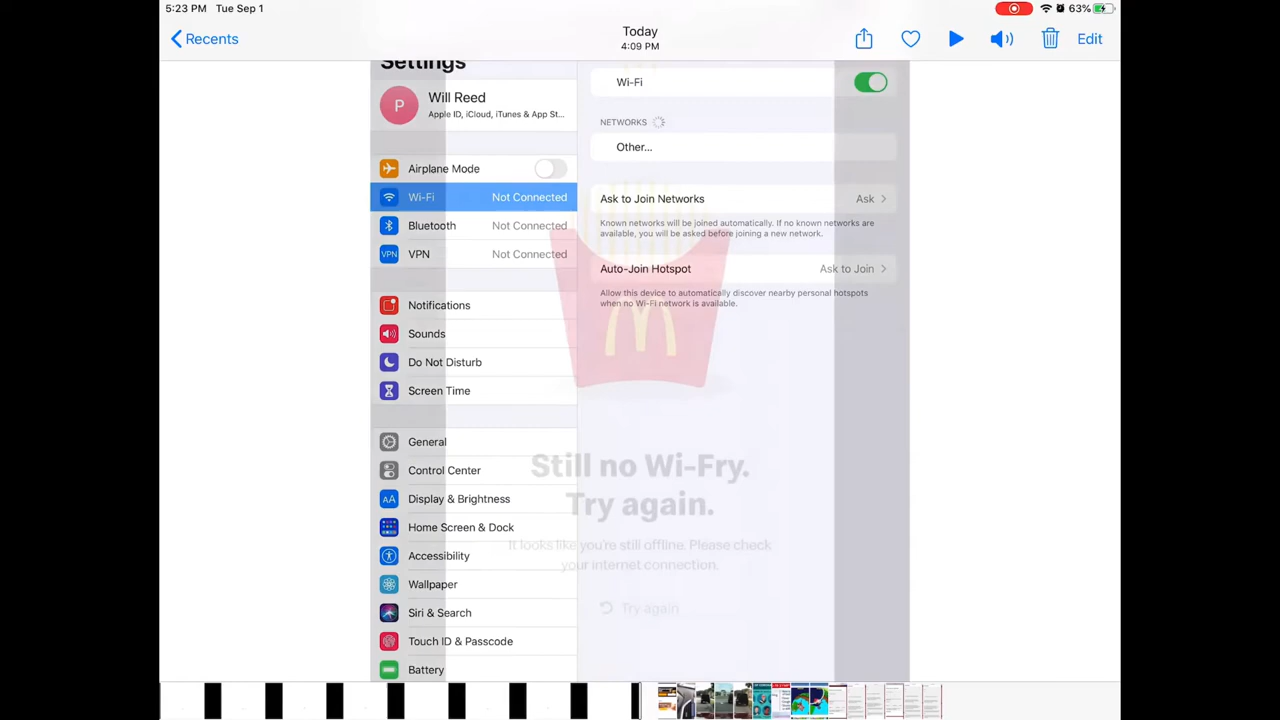 5:23 PM Tue Sep 1
63%
Recents
Today
4:09 PM
Edit
Settings
P
Will Reed
Apple ID, iCloud, iTunes & App St...
Airplane Mode
Wi-Fi Not Connected
Bluetooth Not Connected
VPN VPN Not Connected
Notifications
Sounds
Do Not Disturb
Screen Time
General
Control Center
AA Display & Brightness
Home Screen & Dock
Accessibility
Wallpaper
Siri & Search
Touch ID & Passcode
Battery
Wi-Fi
NETWORKS
Other...
Ask to Join Networks Ask
Known networks will be joined automatically. If no known networks are
available, you will be asked before joining a new network.
Auto-Join Hotspot Ask to Join
Allow this device to automatically discover nearby personal hotspots
when no Wi-Fi network is available.
Still no Wi-Fry.
Try again.
It looks like you're still offline. Please check
your internet connection.
Try again